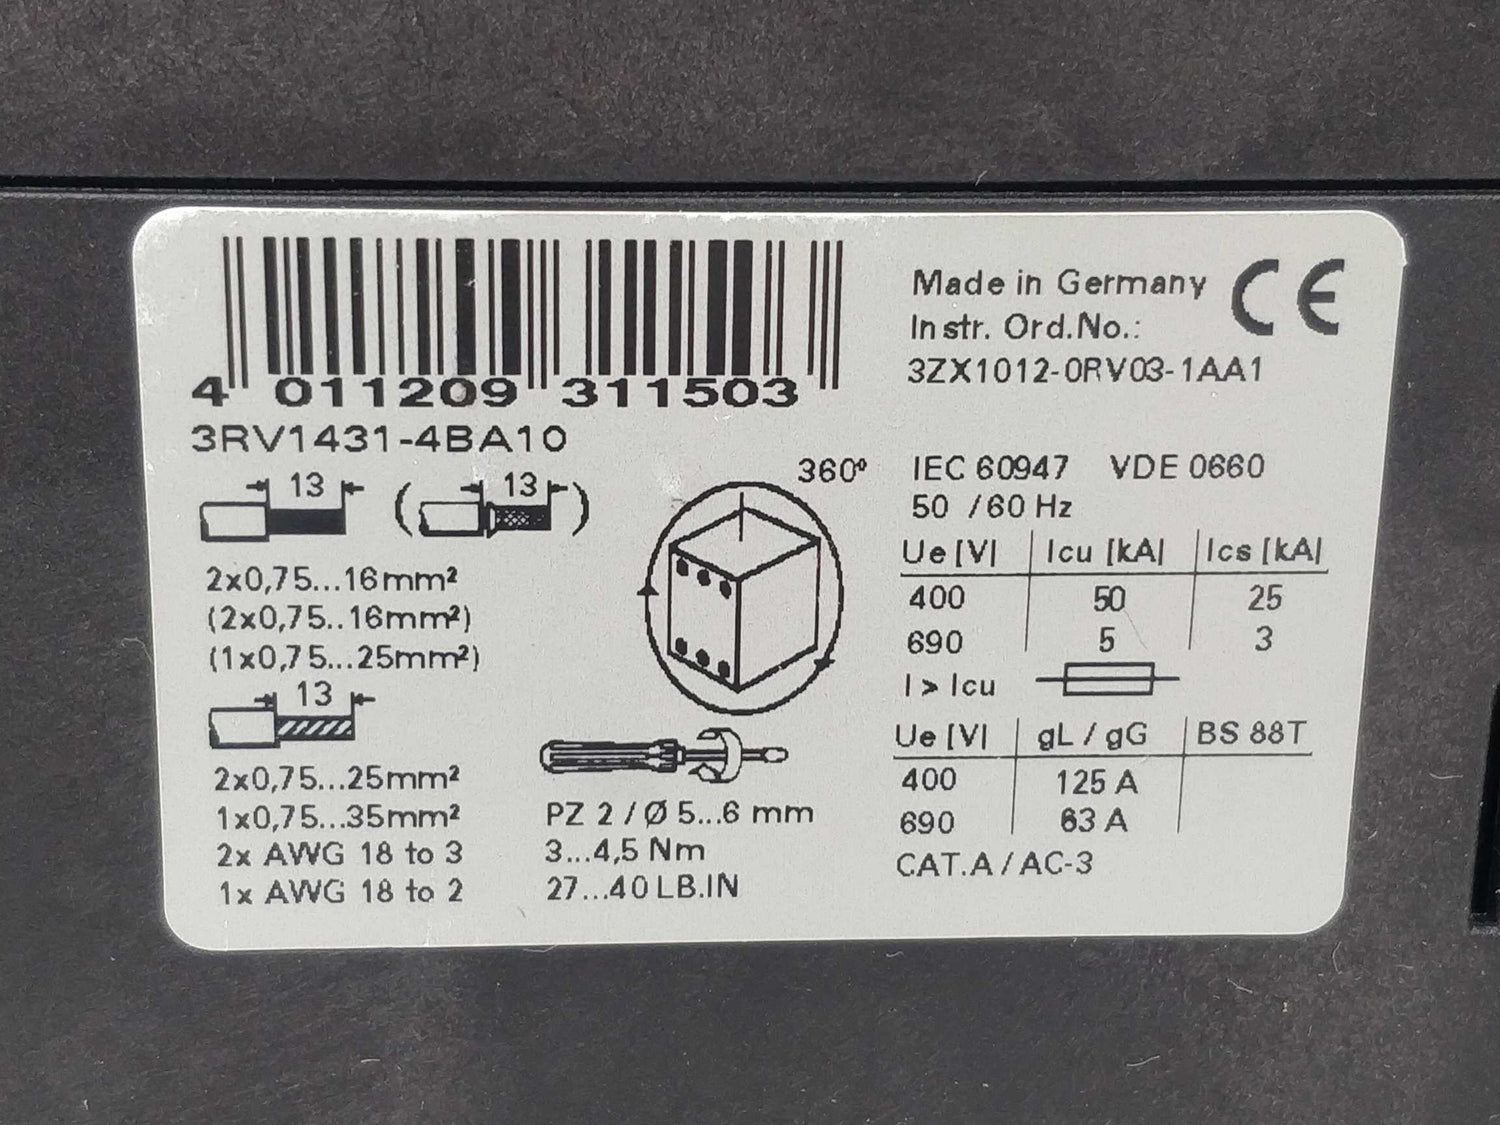 4 011209 311503
3RV1431-4BA10
13 (13)
2x0,75...16mm²
(2x0,75..16mm²)
(1x0,75...25mm²)
13
2x0,75...25mm²
1x0,75...35mm²
2x AWG 18 to 3
1x AWG 18 to 2
360°
PZ 2 / Ø 5...6 mm
3...4,5 Nm
27...40 LB.IN
Made in Germany CE
Instr. Ord.No.:
3ZX1012-0RV03-1AA1
IEC 60947 VDE 0660
50 / 60 Hz
Ue [V] Icu [kA] Ics [kA]
400 50 25
690 5 3
I > Icu
Ue [V] gL / gG BS 88T
400 125 A
690 63 A
CAT.A / AC-3